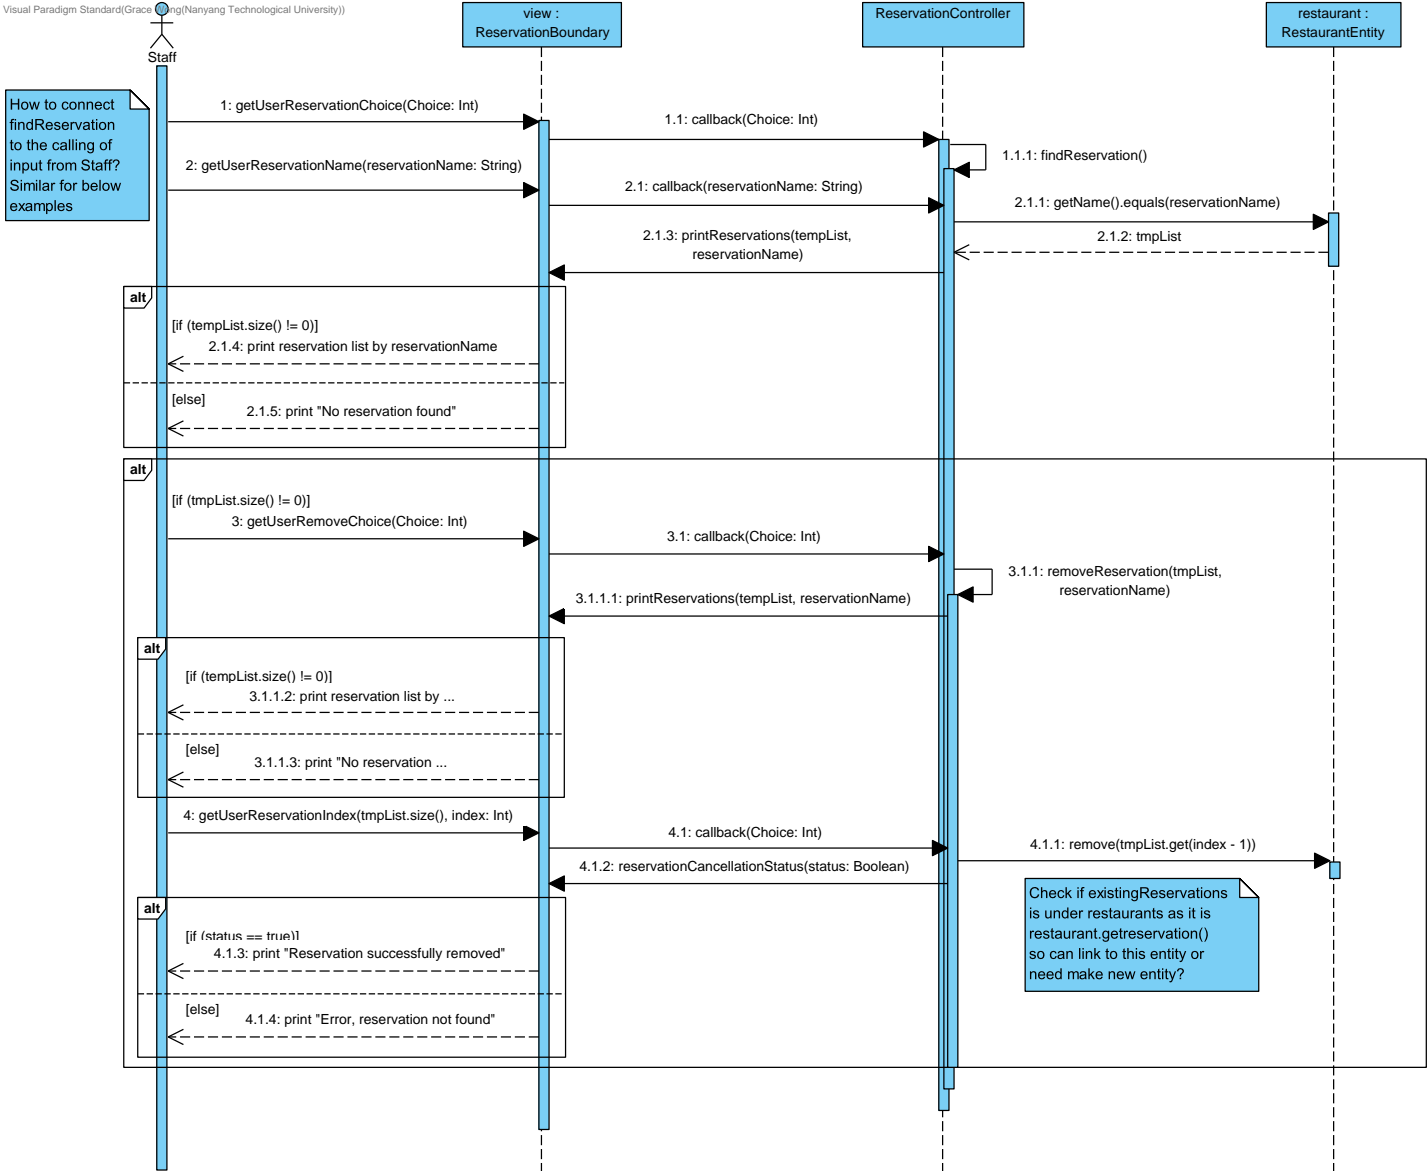 Visual Paradigm Standard(Grace Wong(Nanyang Technological University))
Staff
view :
ReservationBoundary
ReservationController
restaurant :
RestaurantEntity
How to connect
findReservation
to the calling of
input from Staff?
Similar for below
examples
1: getUserReservationChoice(Choice: Int)
1.1: callback(Choice: Int)
1.1.1: findReservation()
2: getUserReservationName(reservationName: String)
2.1: callback(reservationName: String)
2.1.1: getName().equals(reservationName)
2.1.2: tmpList
2.1.3: printReservations(tempList,
reservationName)
alt
[if (tempList.size() != 0)]
2.1.4: print reservation list by reservationName
[else]
2.1.5: print "No reservation found"
alt
[if (tmpList.size() != 0)]
3: getUserRemoveChoice(Choice: Int)
3.1: callback(Choice: Int)
3.1.1: removeReservation(tmpList,
reservationName)
3.1.1.1: printReservations(tempList, reservationName)
alt
[if (tempList.size() != 0)]
3.1.1.2: print reservation list by ...
[else]
3.1.1.3: print "No reservation ...
4: getUserReservationIndex(tmpList.size(), index: Int)
4.1: callback(Choice: Int)
4.1.1: remove(tmpList.get(index - 1))
4.1.2: reservationCancellationStatus(status: Boolean)
Check if existingReservations
is under restaurants as it is
restaurant.getreservation()
so can link to this entity or
need make new entity?
alt
[if (status == true)]
4.1.3: print "Reservation successfully removed"
[else]
4.1.4: print "Error, reservation not found"